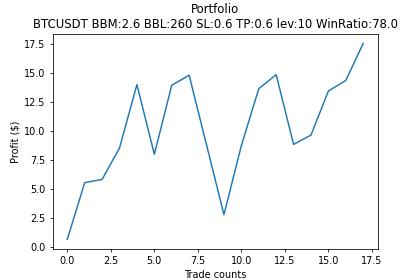 Portfolio
BTCUSDT BBM:2.6 BBL:260 SL:0.6 TP:0.6 lev:10 WinRatio:78.0
17.5
15.0
12.5
10.0
7.5
5.0
2.5
0.0
Profit ($)
0.0 2.5 5.0 7.5 10.0 12.5 15.0 17.5
Trade counts